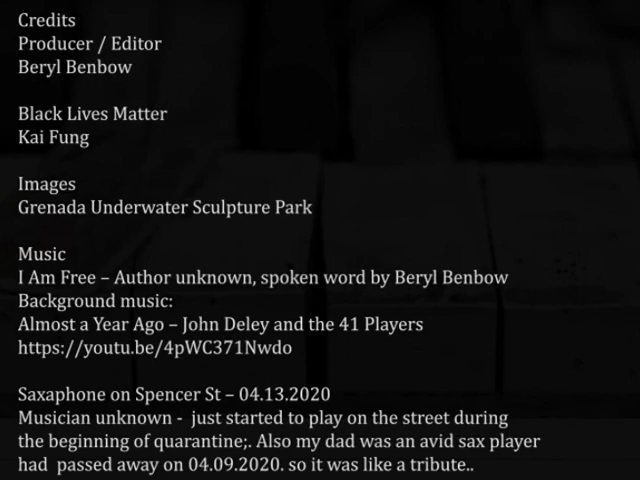 Credits
Producer / Editor
Beryl Benbow
Black Lives Matter
Kai Fung
Images
Grenada Underwater Sculpture Park
Music
I Am Free – Author unknown, spoken word by Beryl Benbow
Background music:
Almost a Year Ago – John Deley and the 41 Players
https://youtu.be/4pWC371Nwdo
Saxaphone on Spencer St – 04.13.2020
Musician unknown -  just started to play on the street during
the beginning of quarantine;. Also my dad was an avid sax player
had  passed away on 04.09.2020. so it was like a tribute..